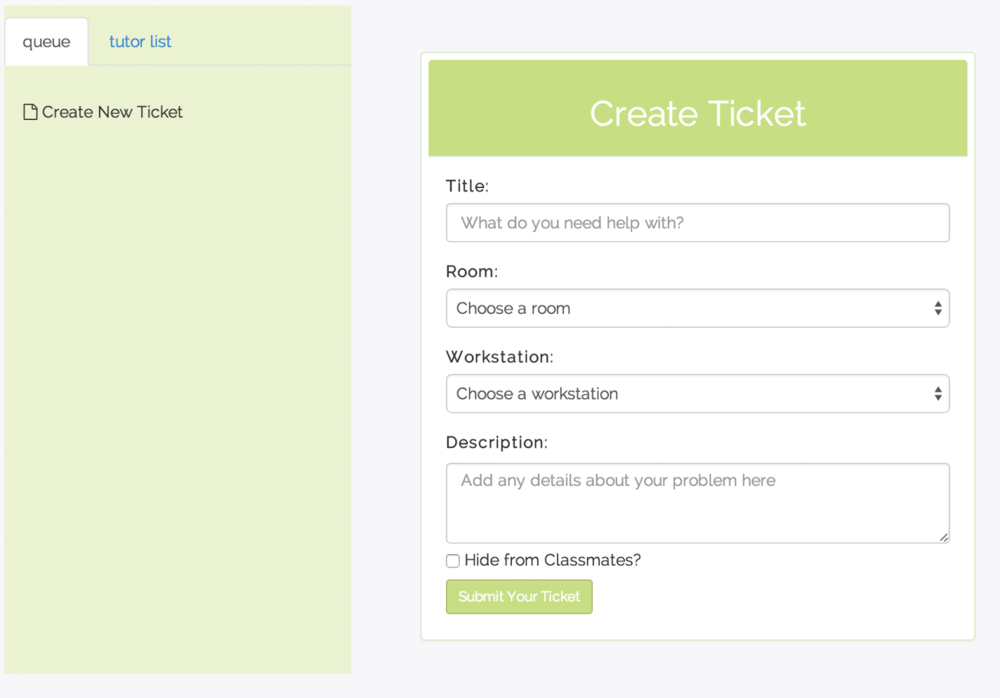 queue
tutor list
Create New Ticket
Create Ticket
Title:
What do you need help with?
Room:
Choose a room
Workstation:
Choose a workstation
Description:
Add any details about your problem here
Hide from Classmates?
Submit Your Ticket